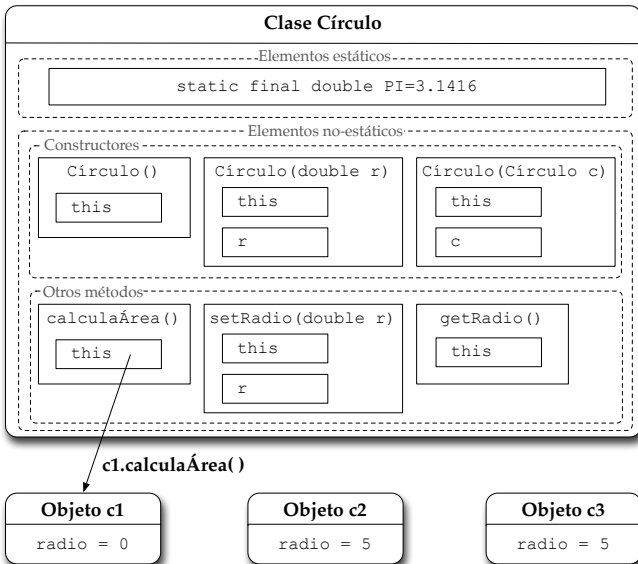 Clase Círculo
Elementos estáticos
static final double PI=3.1416
Elementos no-estáticos
Constructores
Círculo() Círculo(double r) Círculo(Círculo c)
this this this
r c
Otros métodos
calculaÁrea() setRadio(double r) getRadio()
this this this
r
c1.calculaÁrea( )
Objeto c1 Objeto c2 Objeto c3
radio = 0 radio = 5 radio = 5